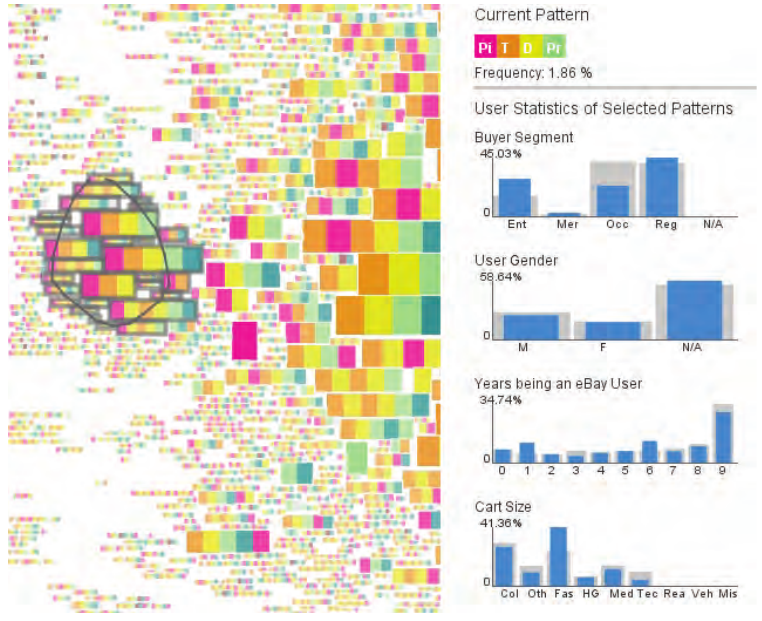 Current Pattern
Pi T D Pr
Frequency: 1.86 %
User Statistics of Selected Patterns
Buyer Segment
45.03%
0
Ent Mer Occ Reg N/A
User Gender
58.64%
0
M F N/A
Years being an eBay User
34.74%
0
0 1 2 3 4 5 6 7 8 9
Cart Size
41.36%
0
Col Oth Fas HG Med Tec Rea Veh Mis